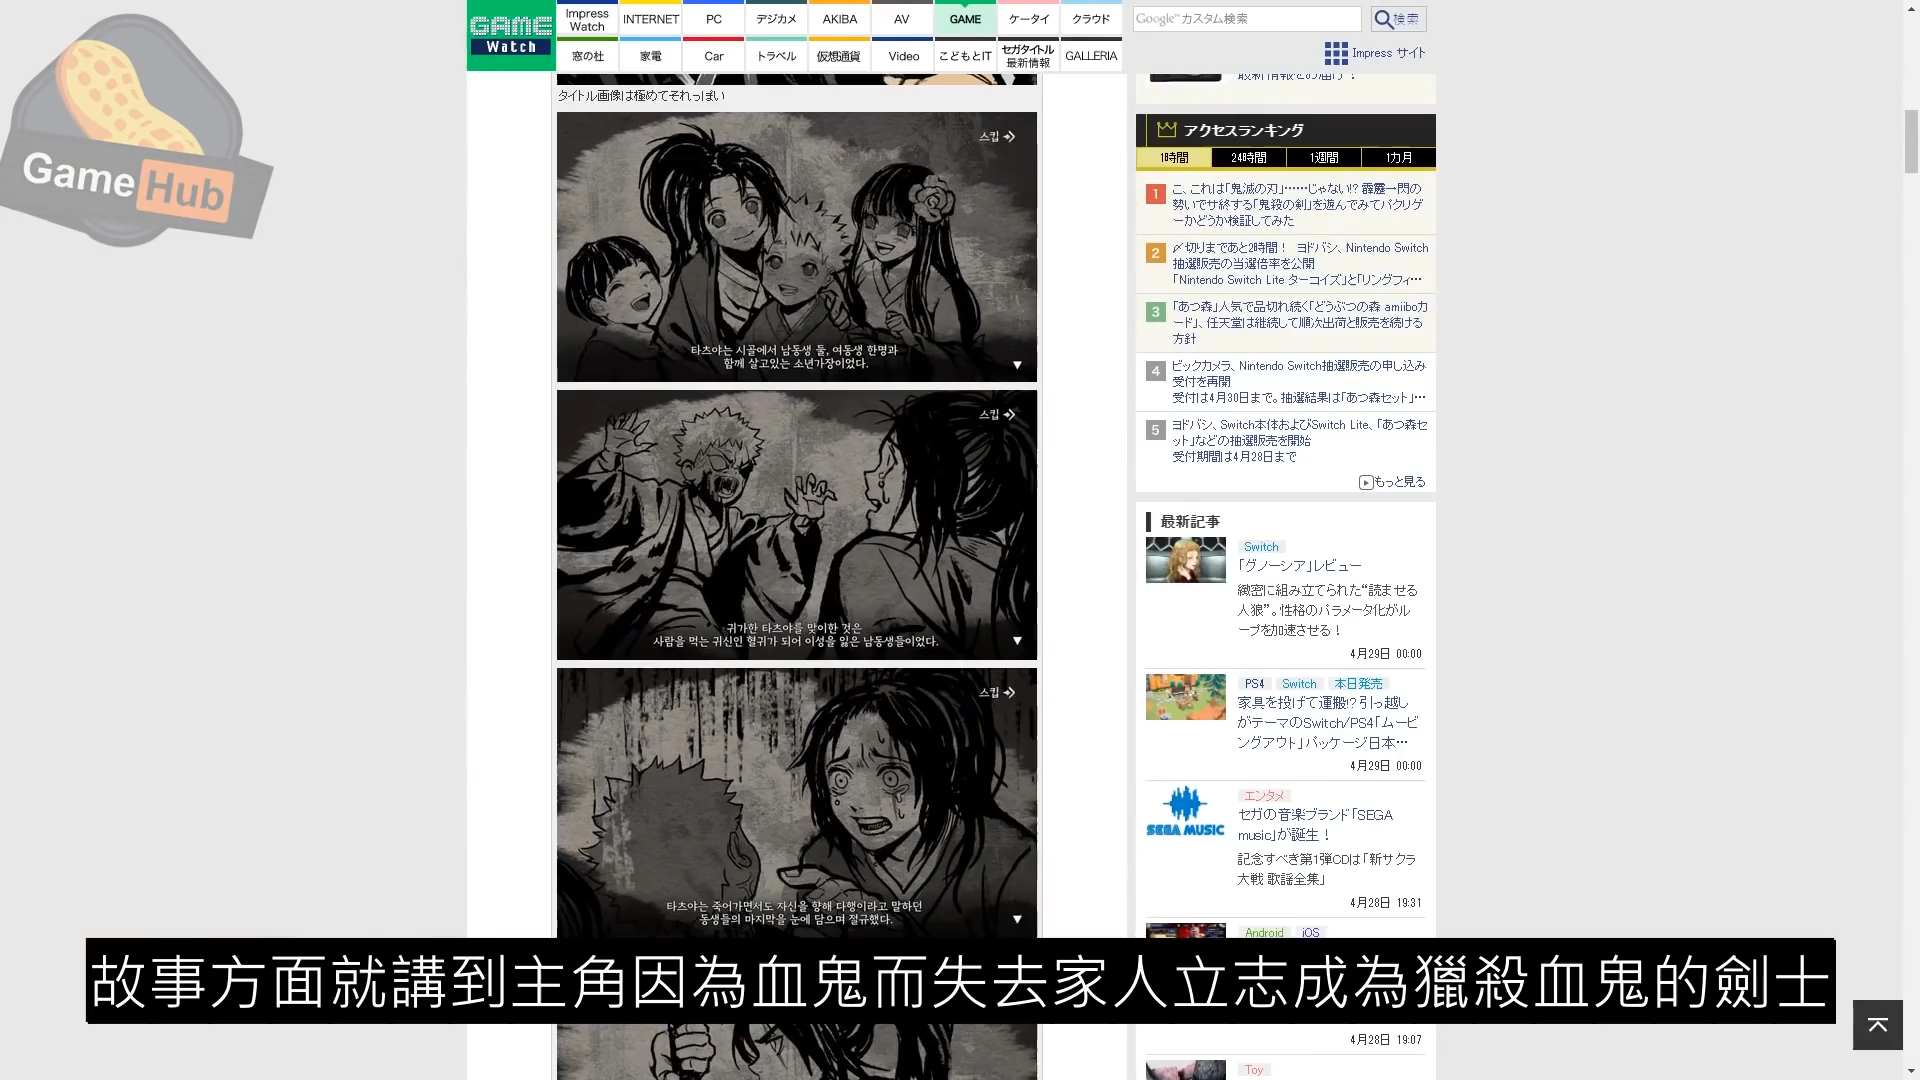 GAME
Watch
Impress
Watch
INTERNET
PC
デジカメ
AKIBA
AV
GAME
ケータイ
クラウド
窓の杜
家電
Car
トラベル
仮想通貨
Video
こどもとIT
セガタイトル
最新情報
GALLERIA
Google™カスタム検索
検索
Impress サイト
Game Hub
タイトル画像は極めてそれっぽい
스킵
타츠야는 시골에서 남동생 둘, 여동생 한명과
함께 살고있는 소년가장이었다.
스킵
귀가한 타츠야를 맞이한 것은
사람을 먹는 귀신인 혈귀가 되어 이성을 잃은 남동생들이었다.
스킵
타츠야는 죽어가면서도 자신을 향해 다행이라고 말하던
동생들의 마지막을 눈에 담으며 절규했다.
最新情報をお届け!
アクセスランキング
1時間
24時間
1週間
1カ月
1
こ、これは「鬼滅の刃」……じゃない!? 霹靂一閃の
勢いでサ終する「鬼殺の剣」を遊んでみてパクリゲ
ーかどうか検証してみた
2
〆切りまであと2時間! ヨドバシ、Nintendo Switch
抽選販売の当選倍率を公開
「Nintendo Switch Lite ターコイズ」と「リングフィ…
3
「あつ森」人気で品切れ続く「どうぶつの森 amiiboカ
ード」、任天堂は継続して順次出荷と販売を続ける
方針
4
ビックカメラ、Nintendo Switch抽選販売の申し込み
受付を再開
受付は4月30日まで。抽選結果は「あつ森セット」…
5
ヨドバシ、Switch本体およびSwitch Lite、「あつ森セ
ット」などの抽選販売を開始
受付期間は4月28日まで
もっと見る
最新記事
Switch
「グノーシア」レビュー
緻密に組み立てられた“読ませる
人狼”。性格のパラメータ化がル
ープを加速させる!
4月29日 00:00
PS4 Switch 本日発売
家具を投げて運搬!? 引っ越し
がテーマのSwitch/PS4「ムービ
ングアウト」パッケージ日本…
4月29日 00:00
SEGA MUSIC
エンタメ
セガの音楽ブランド「SEGA
music」が誕生!
記念すべき第1弾CDは「新サクラ
大戦 歌謡全集」
4月28日 19:31
Android iOS
故事方面就講到主角因為血鬼而失去家人立志成為獵殺血鬼的劍士
4月28日 19:07
Toy